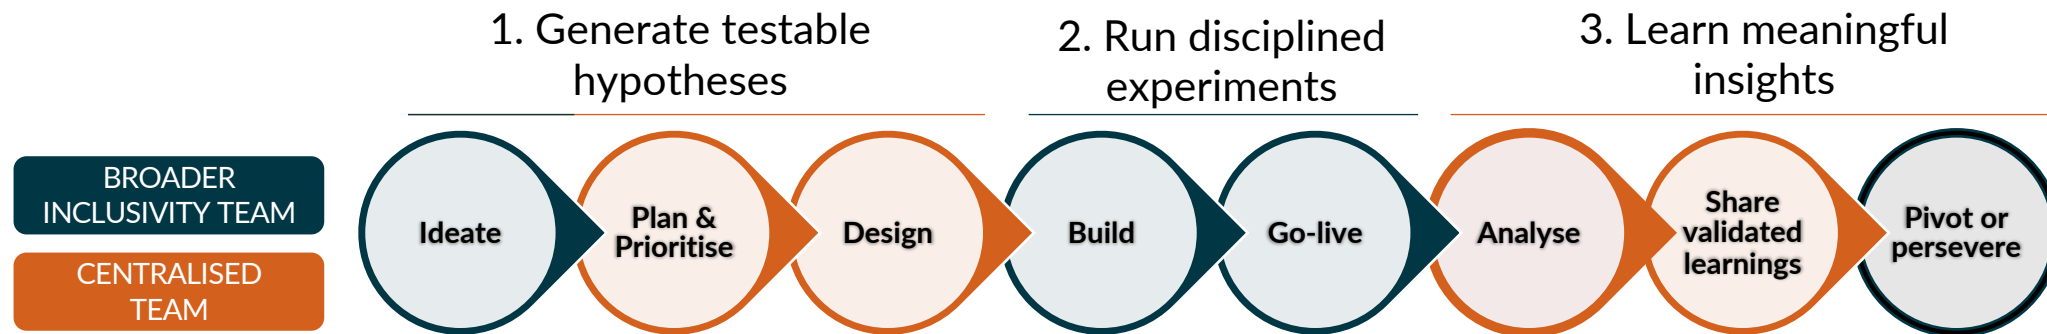 1. Generate testable
hypotheses
2. Run disciplined
experiments
3. Learn meaningful
insights
BROADER
INCLUSIVITY TEAM
CENTRALISED
TEAM
Ideate
Plan &
Prioritise
Design
Build
Go-live
Analyse
Share
validated
learnings
Pivot or
persevere